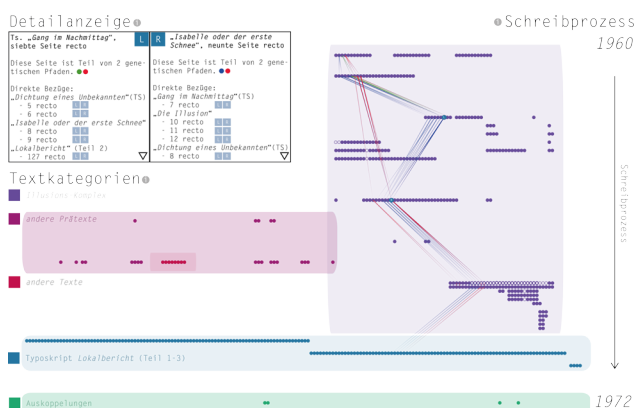 Detailanzeige
Schreibprozess
1960
Ts. „Gang im Nachmittag",
siebte Seite recto
L
R
„Isabelle oder der erste
Schnee", neunte Seite recto
Diese Seite ist Teil von 2 gene-
tischen Pfaden.
Diese Seite ist Teil von 2 gene-
tischen Pfaden.
Direkte Bezüge:
„Dichtung eines Unbekannten"(TS)
- 5 recto
- 6 recto
„Isabelle oder der erste Schnee"
- 8 recto
- 9 recto
„Lokalbericht" (Teil 2)
- 127 recto
Direkte Bezüge:
„Gang im Nachmittag"(TS)
- 7 recto
„Die Illusion"
- 10 recto
- 11 recto
- 12 recto
„Dichtung eines Unbekannten"(TS)
- 8 recto
Textkategorien
Illusions-Komplex
andere Prätexte
andere Texte
Schreibprozess
Typoskript Lokalbericht (Teil 1-3)
Auskoppelungen
1972